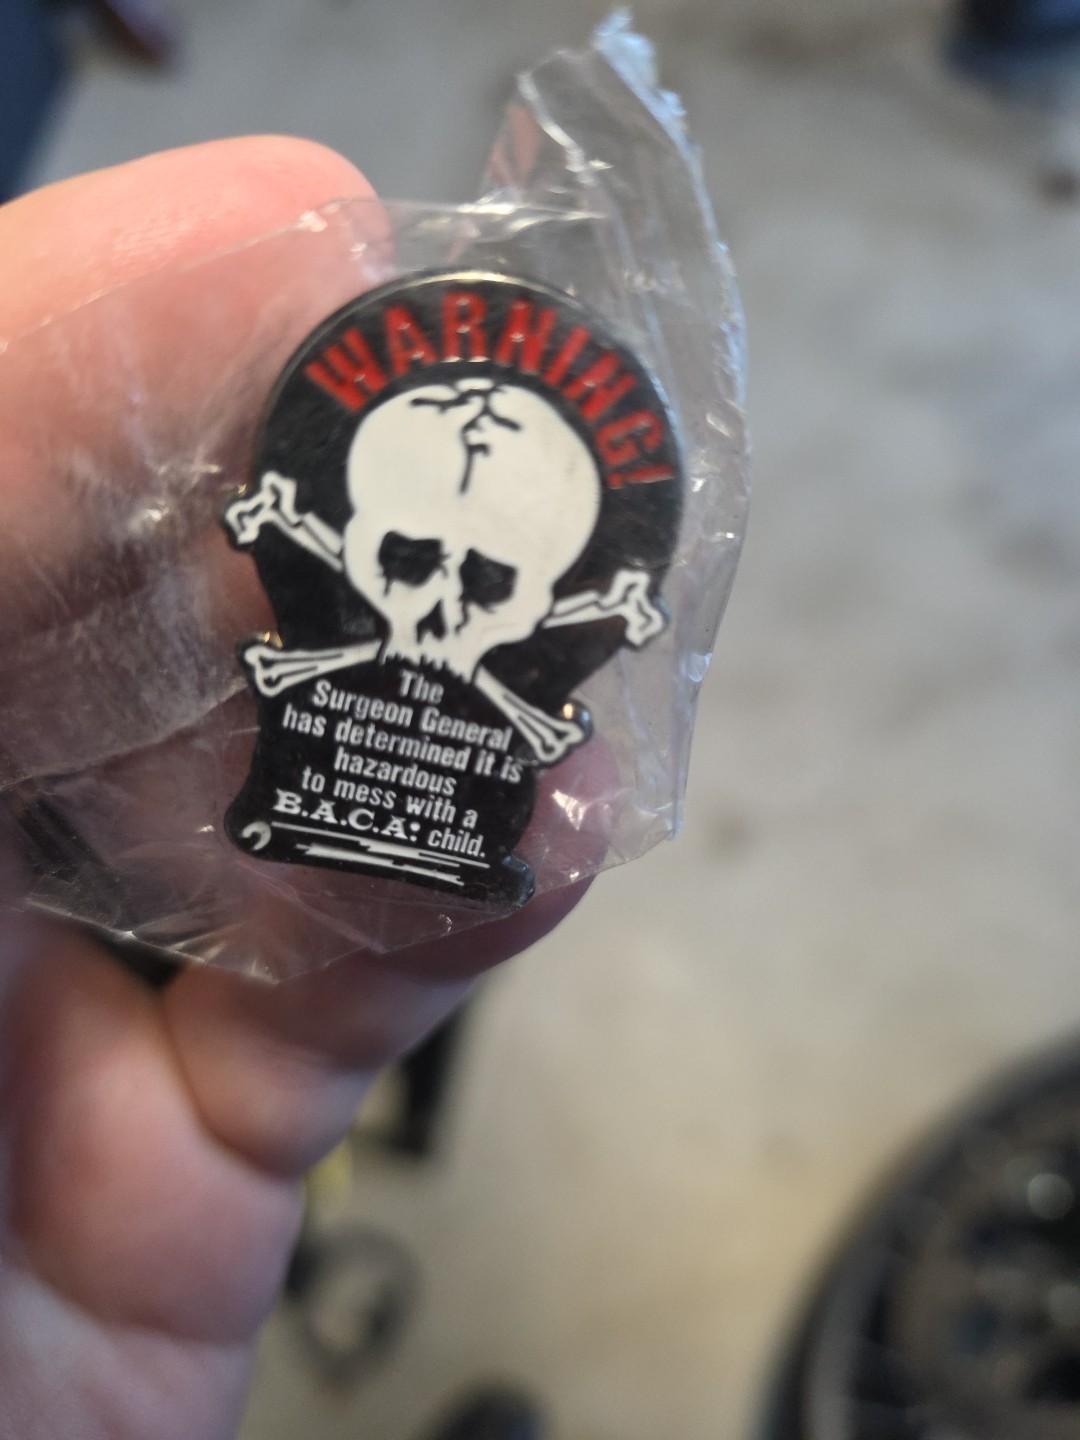 WARNING!
The
Surgeon General
has determined it is
hazardous
to mess with a
B.A.C.A. child.